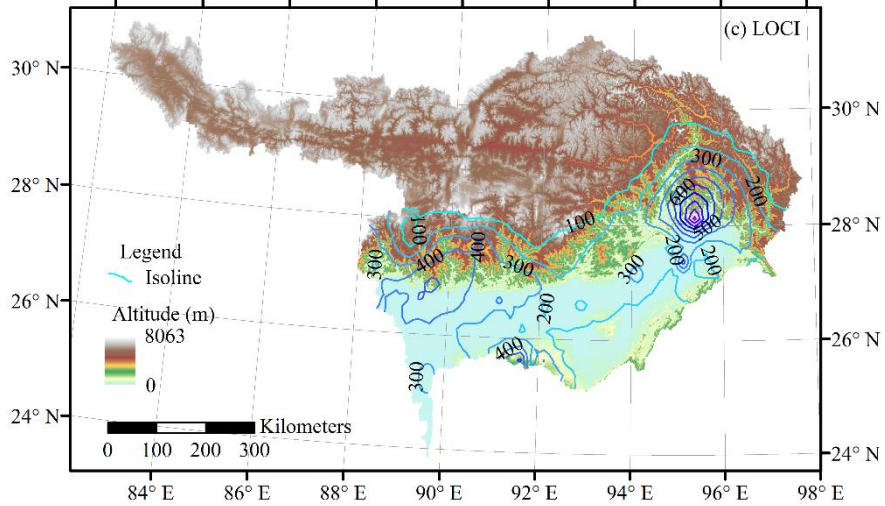 (c) LOCI
30° N
30° N
300
200
600
28° N
100
100
500
28° N
400
300
400
300
200
200
Legend
Isoline
300
26° N
200
Altitude (m)
8063
26° N
400
0
300
24° N
Kilometers
0 100 200 300
24° N
84° E 86° E 88° E 90° E 92° E 94° E 96° E 98° E